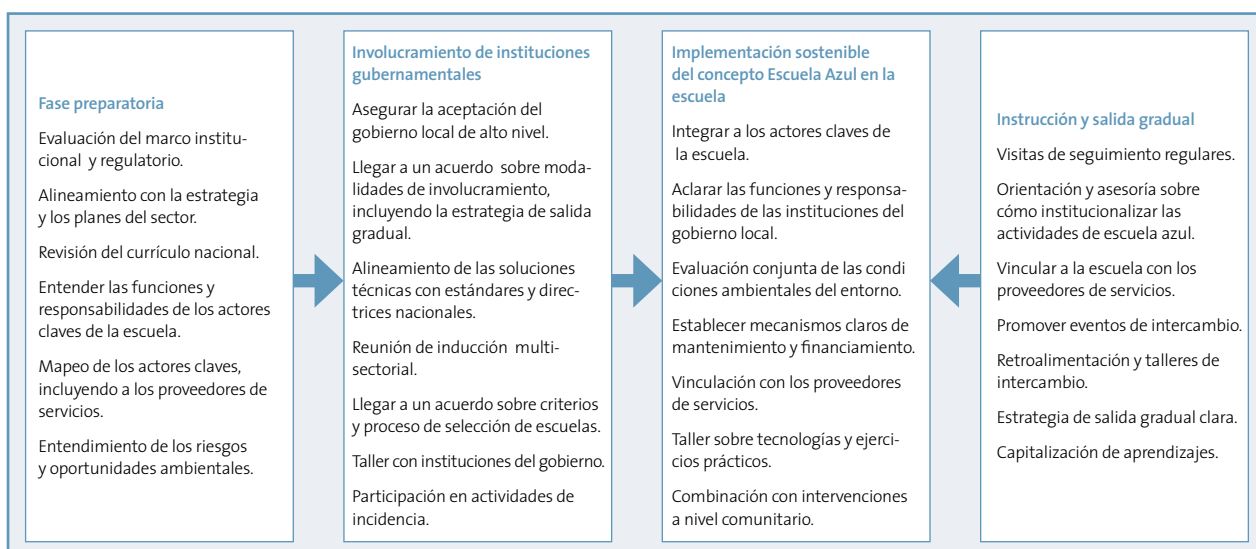 Fase preparatoria
Evaluación del marco institu-
cional y regulatorio.
Alineamiento con la estrategia
y los planes del sector.
Revisión del currículo nacional.
Entender las funciones y
responsabilidades de los actores
claves de la escuela.
Mapeo de los actores claves,
incluyendo a los proveedores de
servicios.
Entendimiento de los riesgos
y oportunidades ambientales.
Involucramiento de instituciones
gubernamentales
Asegurar la aceptación del
gobierno local de alto nivel.
Llegar a un acuerdo sobre moda-
lidades de involucramiento,
incluyendo la estrategia de salida
gradual.
Alineamiento de las soluciones
técnicas con estándares y direc-
trices nacionales.
Reunión de inducción multi-
sectorial.
Llegar a un acuerdo sobre criterios
y proceso de selección de escuelas.
Taller con instituciones del gobierno.
Participación en actividades de
incidencia.
Implementación sostenible
del concepto Escuela Azul en la
escuela
Integrar a los actores claves de
la escuela.
Aclarar las funciones y responsa-
bilidades de las instituciones del
gobierno local.
Evaluación conjunta de las condi
ciones ambientales del entorno.
Establecer mecanismos claros de
mantenimiento y financiamiento.
Vinculación con los proveedores
de servicios.
Taller sobre tecnologías y ejerci-
cios prácticos.
Combinación con intervenciones
a nivel comunitario.
Instrucción y salida gradual
Visitas de seguimiento regulares.
Orientación y asesoría sobre
cómo institucionalizar las
actividades de escuela azul.
Vincular a la escuela con los
proveedores de servicios.
Promover eventos de intercambio.
Retroalimentación y talleres de
intercambio.
Estrategia de salida gradual clara.
Capitalización de aprendizajes.